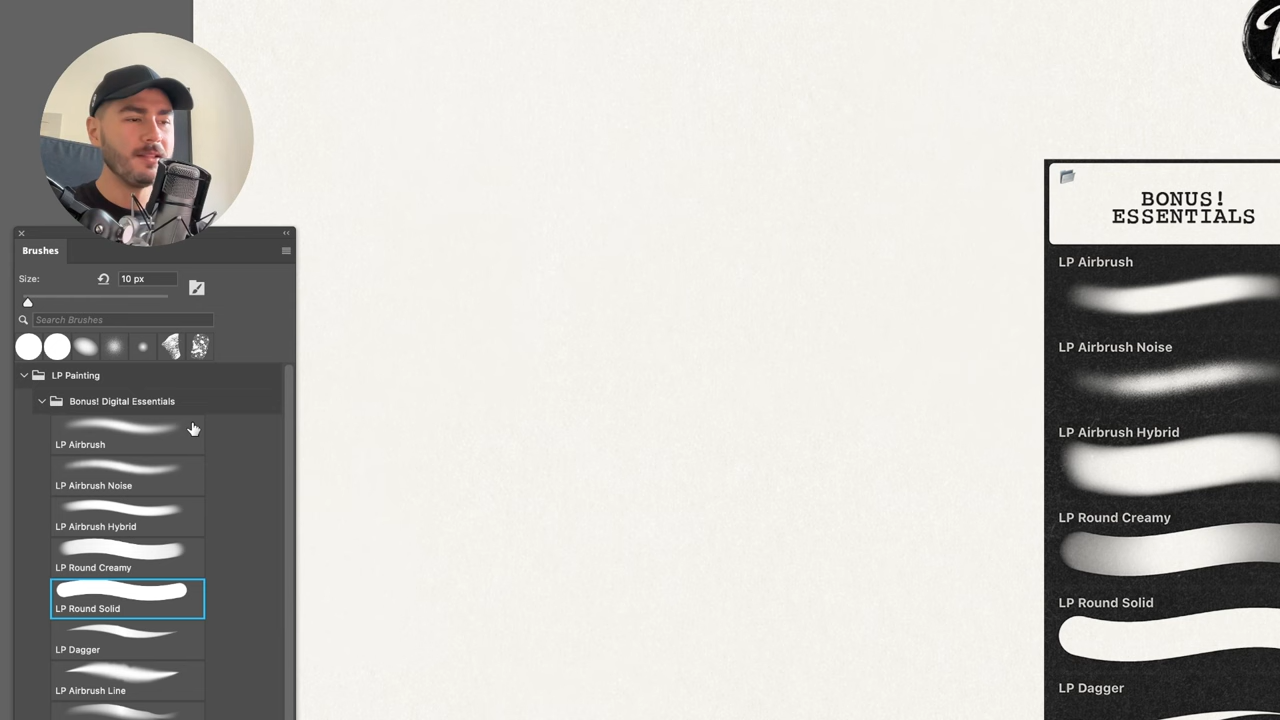 Brushes
Size:
10 px
Search Brushes
LP Painting
Bonus! Digital Essentials
LP Airbrush
LP Airbrush Noise
LP Airbrush Hybrid
LP Round Creamy
LP Round Solid
LP Dagger
LP Airbrush Line
BONUS!
ESSENTIALS
LP Airbrush
LP Airbrush Noise
LP Airbrush Hybrid
LP Round Creamy
LP Round Solid
LP Dagger